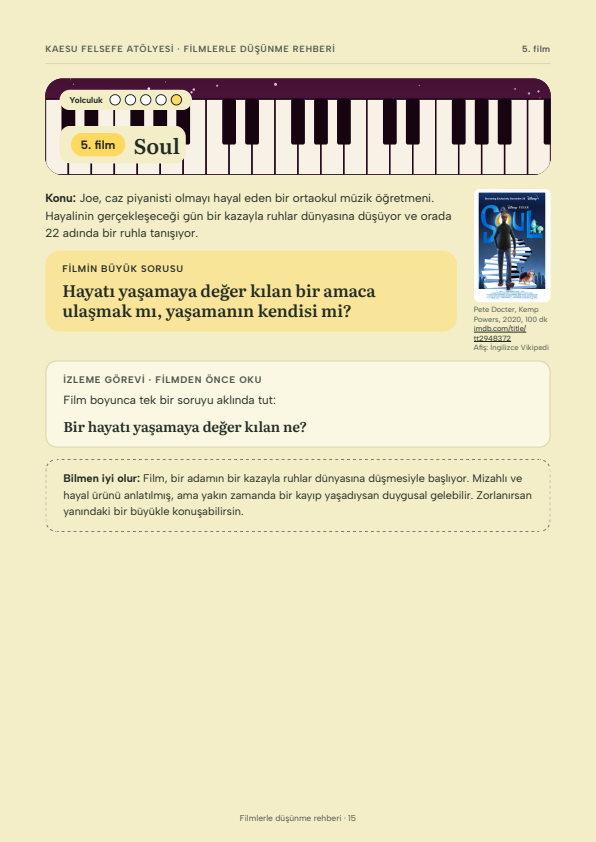 KAESU FELSEFE ATÖLYESİ · FİLMLERLE DÜŞÜNME REHBERİ
5. film
Yolculuk
5. film
Soul
Konu: Joe, caz piyanisti olmayı hayal eden bir ortaokul müzik öğretmeni.
Hayalinin gerçekleşeceği gün bir kazayla ruhlar dünyasına düşüyor ve orada
22 adında bir ruhla tanışıyor.
Disney · PIXAR
SOUL
Pete Docter, Kemp
Powers, 2020, 100 dk
imdb.com/title/
tt2948372
Afiş: İngilizce Vikipedi
FİLMİN BÜYÜK SORUSU
Hayatı yaşamaya değer kılan bir amaca
ulaşmak mı, yaşamanın kendisi mi?
İZLEME GÖREVİ · FİLMDEN ÖNCE OKU
Film boyunca tek bir soruyu aklında tut:
Bir hayatı yaşamaya değer kılan ne?
Bilmen iyi olur: Film, bir adamın bir kazayla ruhlar dünyasına düşmesiyle başlıyor. Mizahlı ve
hayal ürünü anlatılmış, ama yakın zamanda bir kayıp yaşadıysan duygusal gelebilir. Zorlanırsan
yanındaki bir büyükle konuşabilirsin.
Filmlerle düşünme rehberi · 15